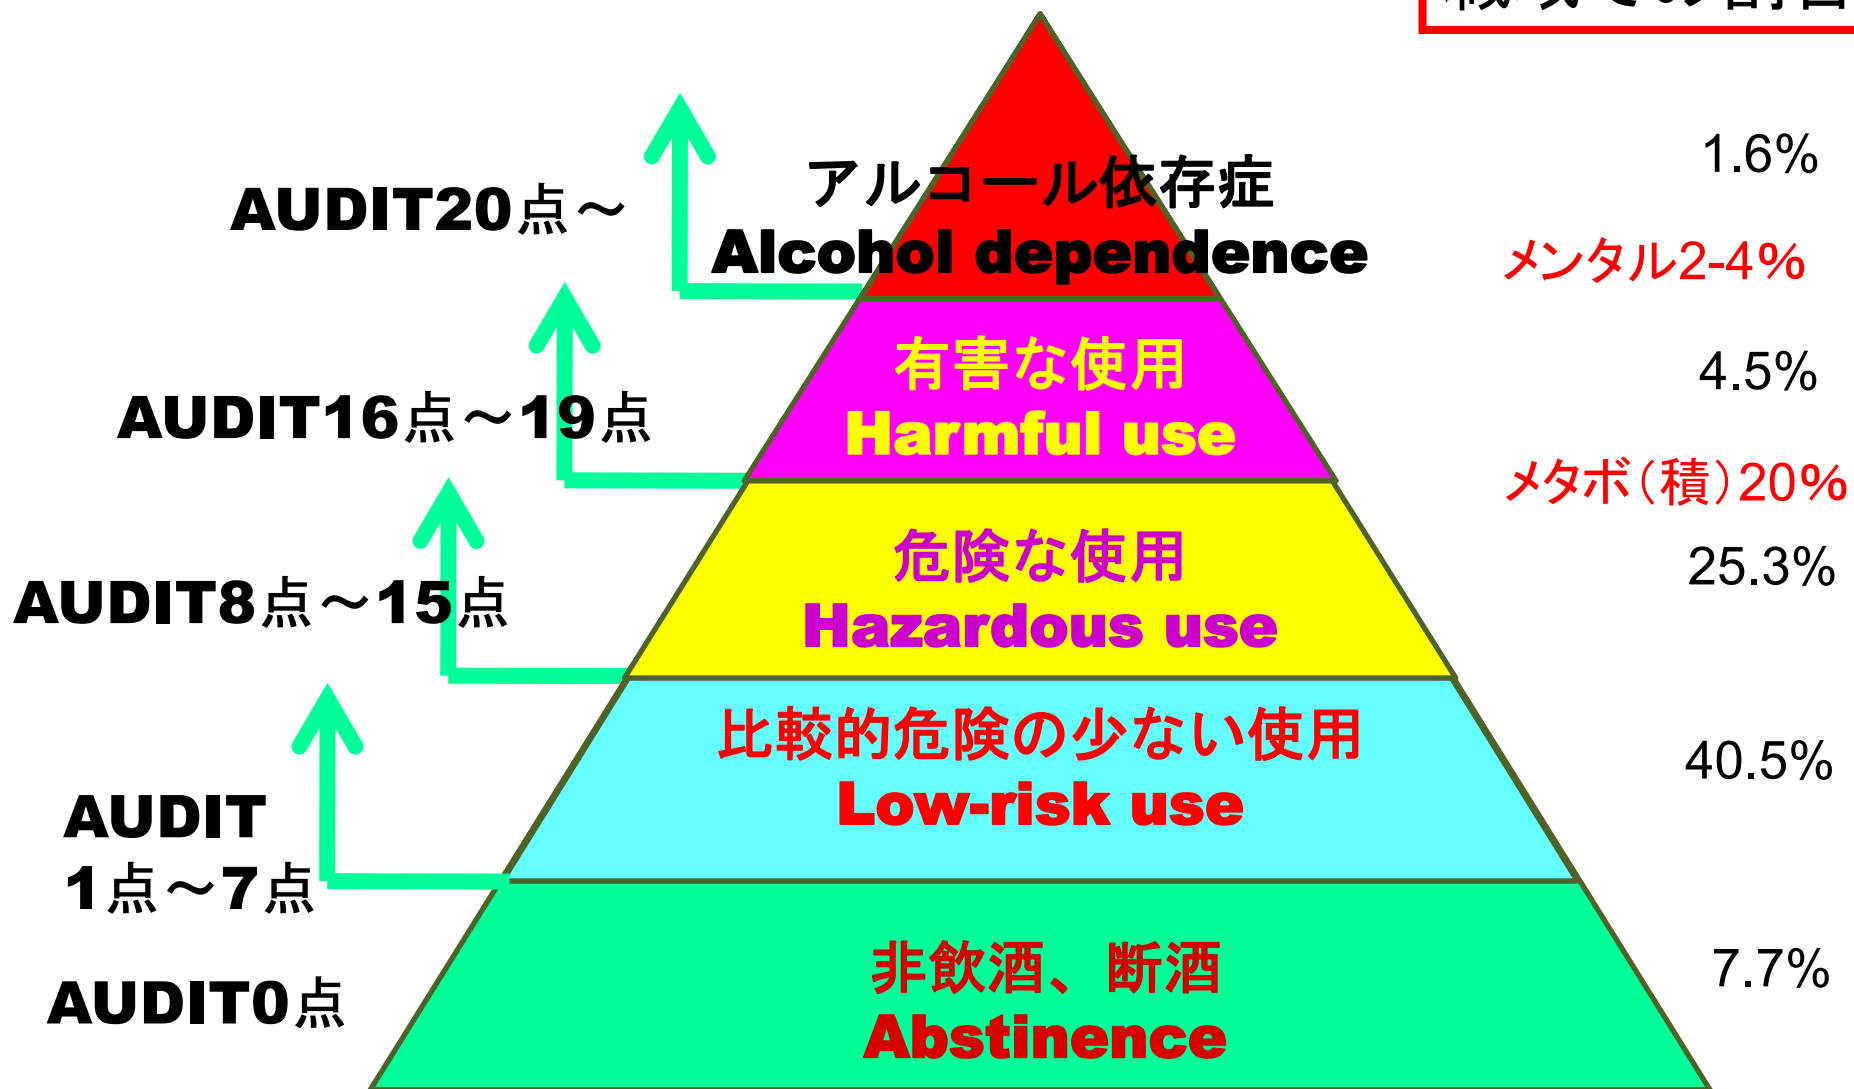 アルコール依存症
Alcohol dependence
AUDIT20点～
1.6%
メンタル2-4%
有害な使用
Harmful use
AUDIT16点～19点
4.5%
メタボ（積）20%
危険な使用
Hazardous use
AUDIT8点～15点
25.3%
比較的危険の少ない使用
Low-risk use
AUDIT
1点～7点
40.5%
非飲酒、断酒
Abstinence
AUDIT0点
7.7%